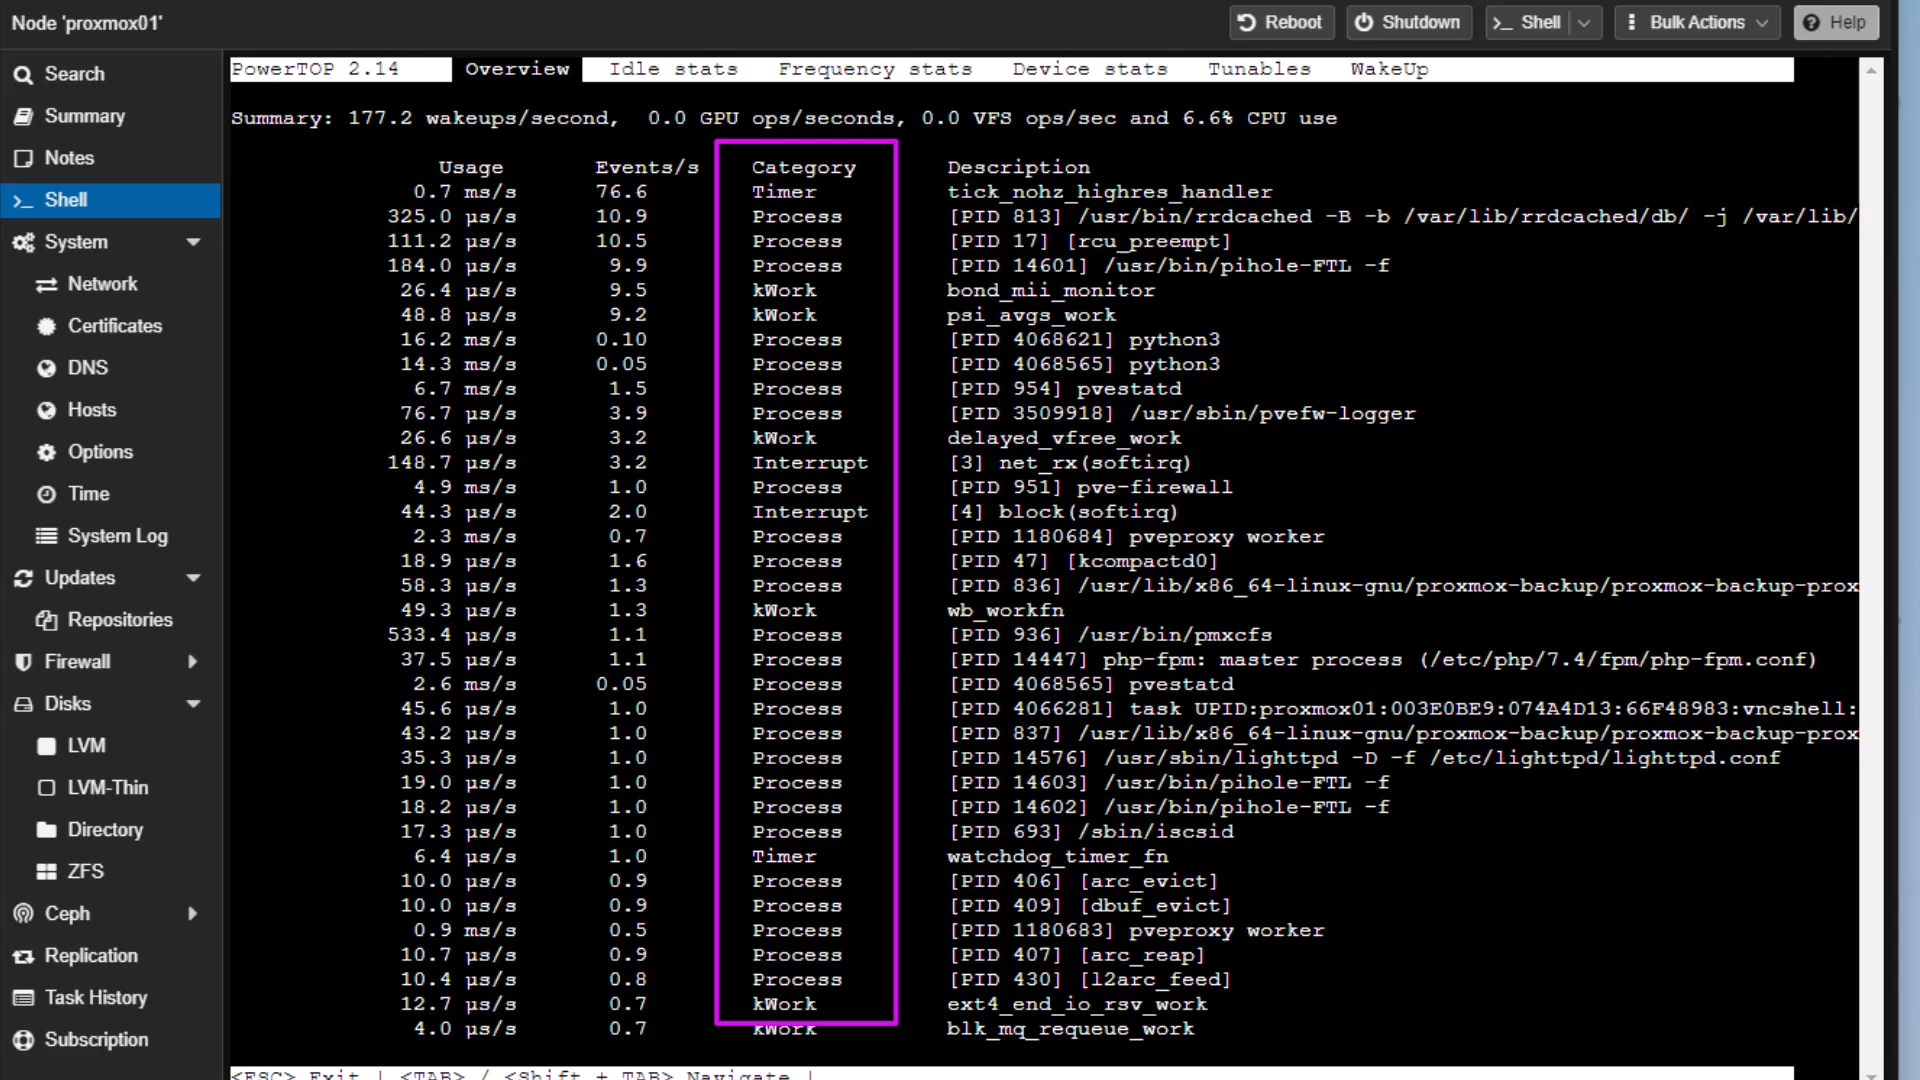 Node 'proxmox01'
Reboot
Shutdown
>_ Shell
Bulk Actions
Help
Search
Summary
Notes
>_ Shell
System
Network
Certificates
DNS
Hosts
Options
Time
System Log
Updates
Repositories
Firewall
Disks
LVM
LVM-Thin
Directory
ZFS
Ceph
Replication
Task History
Subscription
PowerTOP 2.14 Overview Idle stats Frequency stats Device stats Tunables WakeUp
Summary: 177.2 wakeups/second, 0.0 GPU ops/seconds, 0.0 VFS ops/sec and 6.6% CPU use
Usage Events/s Category Description
0.7 ms/s 76.6 Timer tick_nohz_highres_handler
325.0 µs/s 10.9 Process [PID 813] /usr/bin/rrdcached -B -b /var/lib/rrdcached/db/ -j /var/lib/
111.2 µs/s 10.5 Process [PID 17] [rcu_preempt]
184.0 µs/s 9.9 Process [PID 14601] /usr/bin/pihole-FTL -f
26.4 µs/s 9.5 kWork bond_mii_monitor
48.8 µs/s 9.2 kWork psi_avgs_work
16.2 ms/s 0.10 Process [PID 4068621] python3
14.3 ms/s 0.05 Process [PID 4068565] python3
6.7 ms/s 1.5 Process [PID 954] pvestatd
76.7 µs/s 3.9 Process [PID 3509918] /usr/sbin/pvefw-logger
26.6 µs/s 3.2 kWork delayed_vfree_work
148.7 µs/s 3.2 Interrupt [3] net_rx(softirq)
4.9 ms/s 1.0 Process [PID 951] pve-firewall
44.3 µs/s 2.0 Interrupt [4] block(softirq)
2.3 ms/s 0.7 Process [PID 1180684] pveproxy worker
18.9 µs/s 1.6 Process [PID 47] [kcompactd0]
58.3 µs/s 1.3 Process [PID 836] /usr/lib/x86_64-linux-gnu/proxmox-backup/proxmox-backup-prox
49.3 µs/s 1.3 kWork wb_workfn
533.4 µs/s 1.1 Process [PID 936] /usr/bin/pmxcfs
37.5 µs/s 1.1 Process [PID 14447] php-fpm: master process (/etc/php/7.4/fpm/php-fpm.conf)
2.6 ms/s 0.05 Process [PID 4068565] pvestatd
45.6 µs/s 1.0 Process [PID 4066281] task UPID:proxmox01:003E0BE9:074A4D13:66F48983:vncshell:
43.2 µs/s 1.0 Process [PID 837] /usr/lib/x86_64-linux-gnu/proxmox-backup/proxmox-backup-prox
35.3 µs/s 1.0 Process [PID 14576] /usr/sbin/lighttpd -D -f /etc/lighttpd/lighttpd.conf
19.0 µs/s 1.0 Process [PID 14603] /usr/bin/pihole-FTL -f
18.2 µs/s 1.0 Process [PID 14602] /usr/bin/pihole-FTL -f
17.3 µs/s 1.0 Process [PID 693] /sbin/iscsid
6.4 µs/s 1.0 Timer watchdog_timer_fn
10.0 µs/s 0.9 Process [PID 406] [arc_evict]
10.0 µs/s 0.9 Process [PID 409] [dbuf_evict]
0.9 ms/s 0.5 Process [PID 1180683] pveproxy worker
10.7 µs/s 0.9 Process [PID 407] [arc_reap]
10.4 µs/s 0.8 Process [PID 430] [l2arc_feed]
12.7 µs/s 0.7 kWork ext4_end_io_rsv_work
4.0 µs/s 0.7 kWork blk_mq_requeue_work
<ESC> Exit | <TAB> / <Shift + TAB> Navigate |